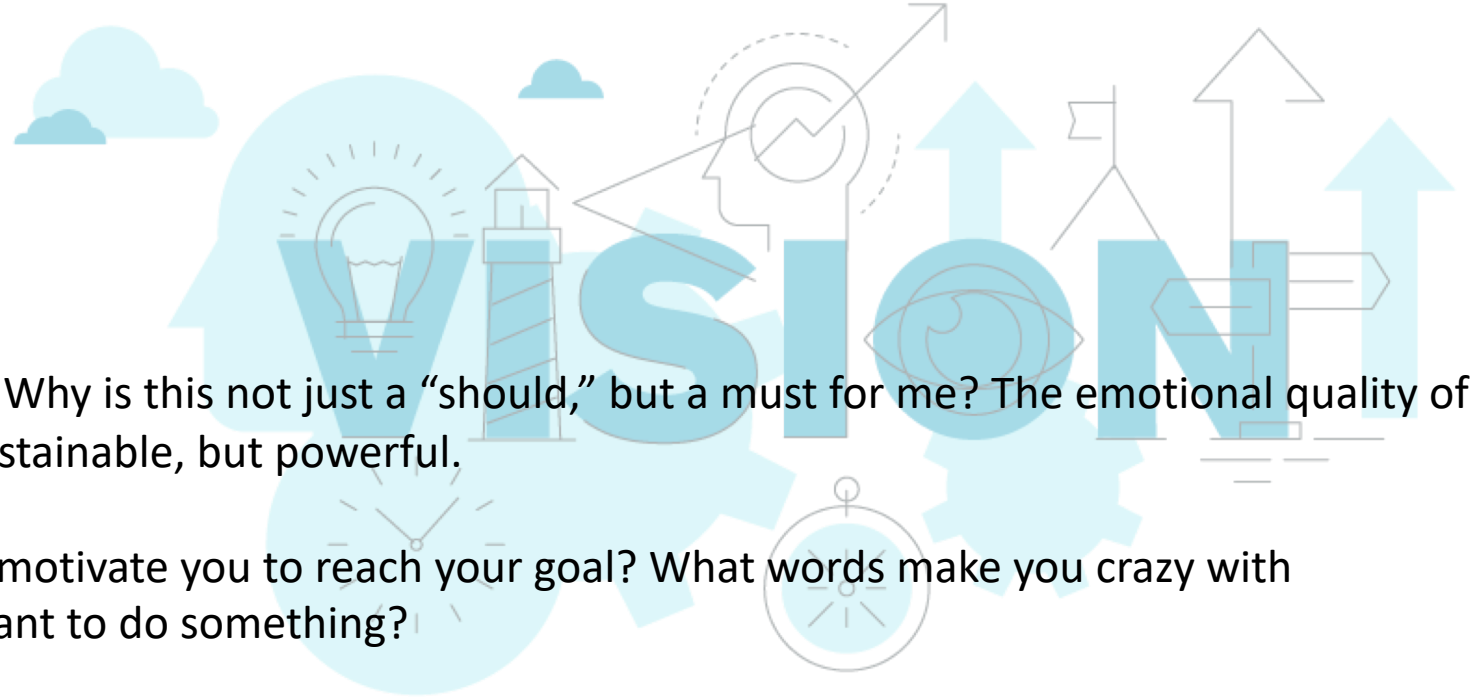 VISION
Why is this not just a “should,” but a must for me? The emotional quality of
stainable, but powerful.
motivate you to reach your goal? What words make you crazy with
ant to do something?